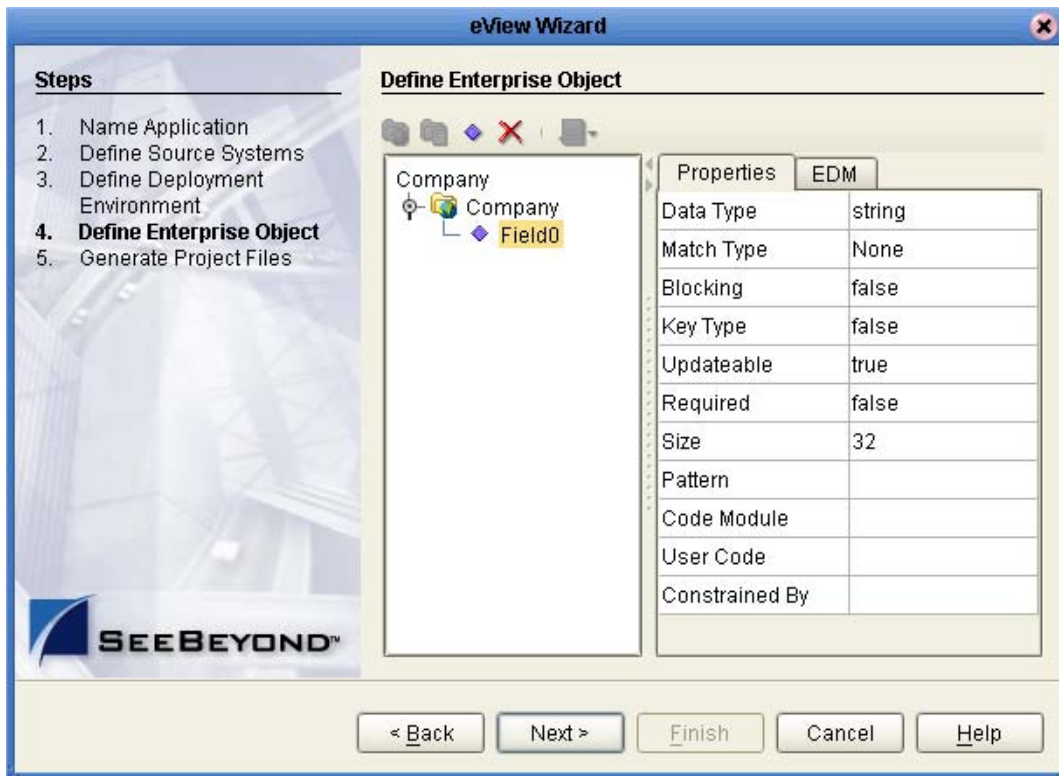 eView Wizard
Steps
1. Name Application
2. Define Source Systems
3. Define Deployment
Environment
4. Define Enterprise Object
5. Generate Project Files
SEEBEYOND™
Define Enterprise Object
Company
Company
Field0
Properties EDM
Data Type string
Match Type None
Blocking false
Key Type false
Updateable true
Required false
Size 32
Pattern
Code Module
User Code
Constrained By
< Back Next > Finish Cancel Help